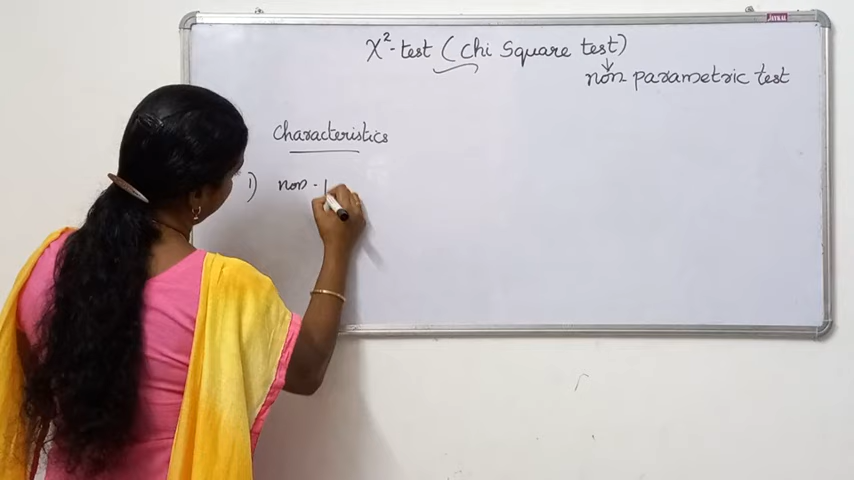 χ²-test (Chi Square test)
non parametric test
Characteristics
1) non-